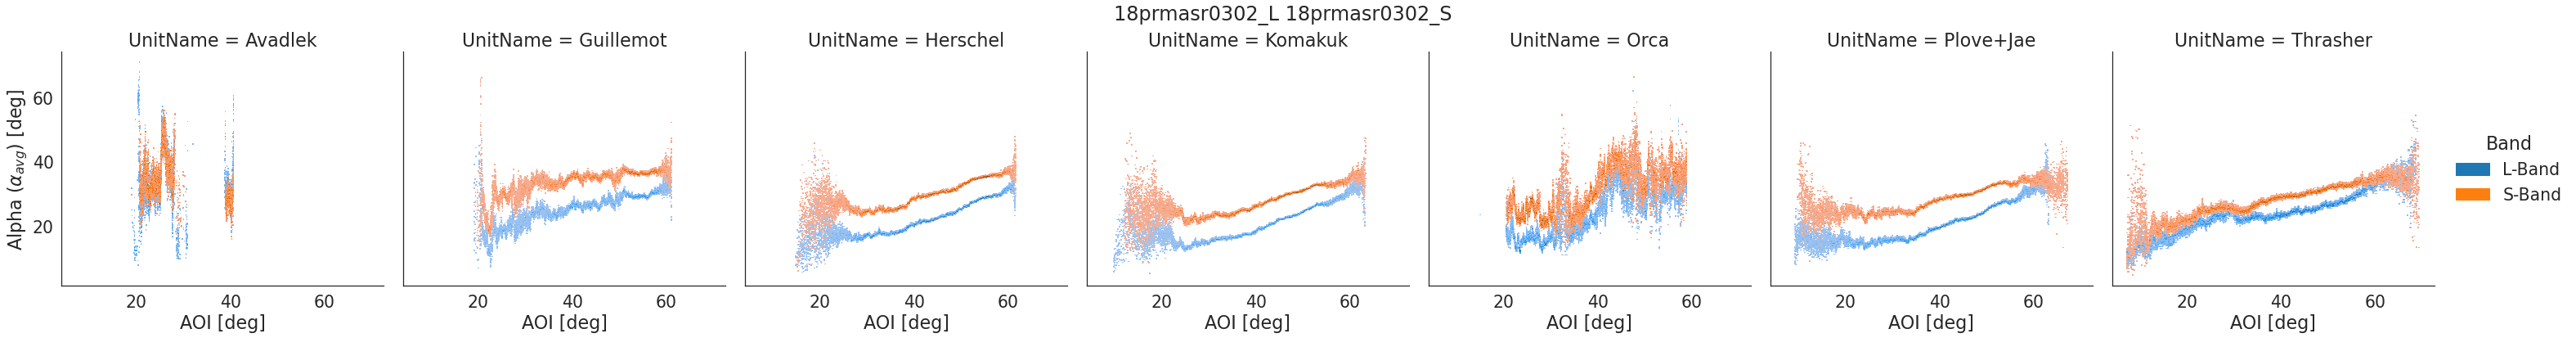 18prmasr0302_L 18prmasr0302_S
UnitName = Avadlek
UnitName = Guillemot
UnitName = Herschel
UnitName = Komakuk
UnitName = Orca
UnitName = Plove+Jae
UnitName = Thrasher
Alpha (α_avg) [deg]
60
40
20
20 40 60
20 40 60
20 40 60
20 40 60
20 40 60
20 40 60
20 40 60
AOI [deg]
AOI [deg]
AOI [deg]
AOI [deg]
AOI [deg]
AOI [deg]
AOI [deg]
Band
L-Band
S-Band